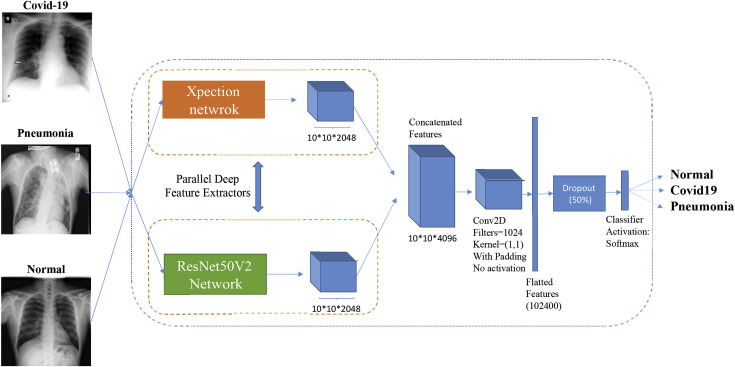 Covid-19
R
Pneumonia
Normal
Xpection
netwrok
10*10*2048
Parallel Deep
Feature Extractors
ResNet50V2
Network
10*10*2048
Concatenated
Features
10*10*4096
Conv2D
Filters=1024
Kernel=(1,1)
With Padding
No activation
Flatted
Features
(102400)
Dropout
(50%)
Classifier
Activation:
Softmax
Normal
Covid19
Pneumonia